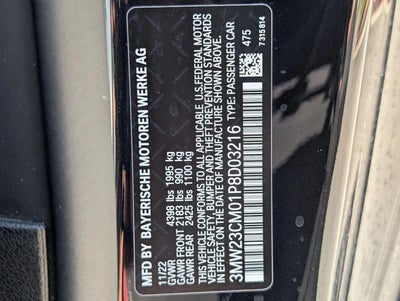 MFD BY BAYERISCHE MOTOREN WERKE AG
11/22
GVWR 4398 lbs 1995 kg
GAWR FRONT 2183 lbs 990 kg
GAWR REAR 2425 lbs 1100 kg
THIS VEHICLE CONFORMS TO ALL APPLICABLE U.S. FEDERAL MOTOR
VEHICLE SAFETY, BUMPER AND THEFT PREVENTION STANDARDS
IN EFFECT ON THE DATE OF MANUFACTURE SHOWN ABOVE.
3MW23CM01P8D03216 TYPE: PASSENGER CAR
475
7315814